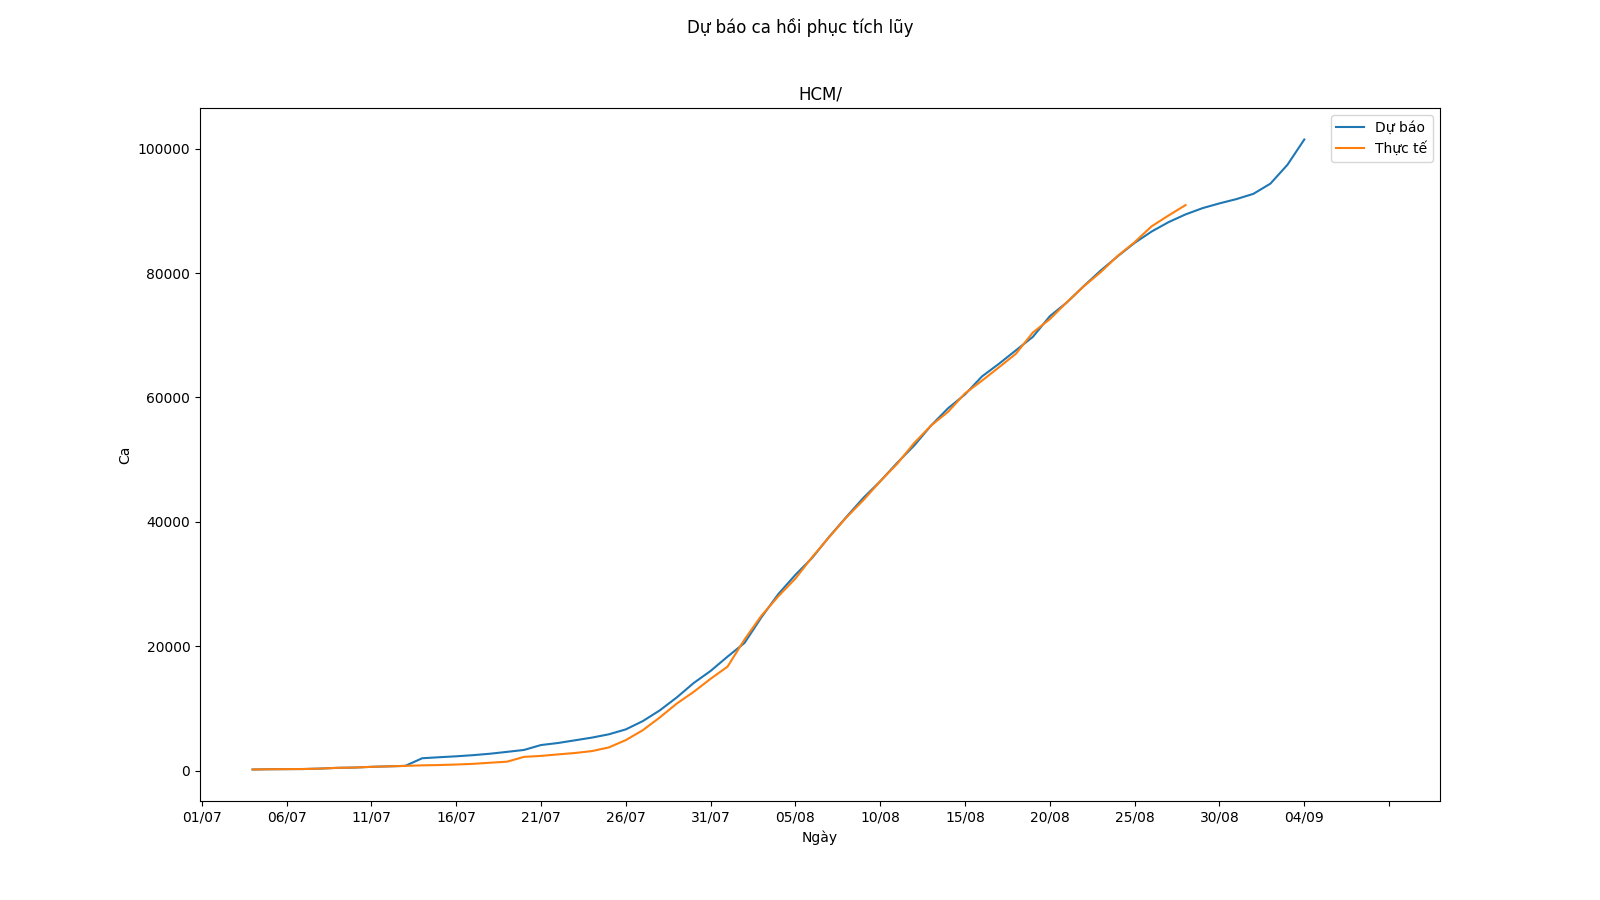 Dự báo ca hồi phục tích lũy
HCM/
Dự báo
Thực tế
100000
80000
60000
40000
20000
0
Ca
01/07 06/07 11/07 16/07 21/07 26/07 31/07 05/08 10/08 15/08 20/08 25/08 30/08 04/09
Ngày